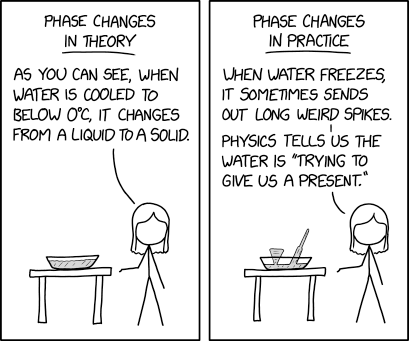 PHASE CHANGES
IN THEORY
AS YOU CAN SEE, WHEN
WATER IS COOLED TO
BELOW 0°C, IT CHANGES
FROM A LIQUID TO A SOLID.
PHASE CHANGES
IN PRACTICE
WHEN WATER FREEZES,
IT SOMETIMES SENDS
OUT LONG WEIRD SPIKES.
PHYSICS TELLS US THE
WATER IS "TRYING TO
GIVE US A PRESENT."